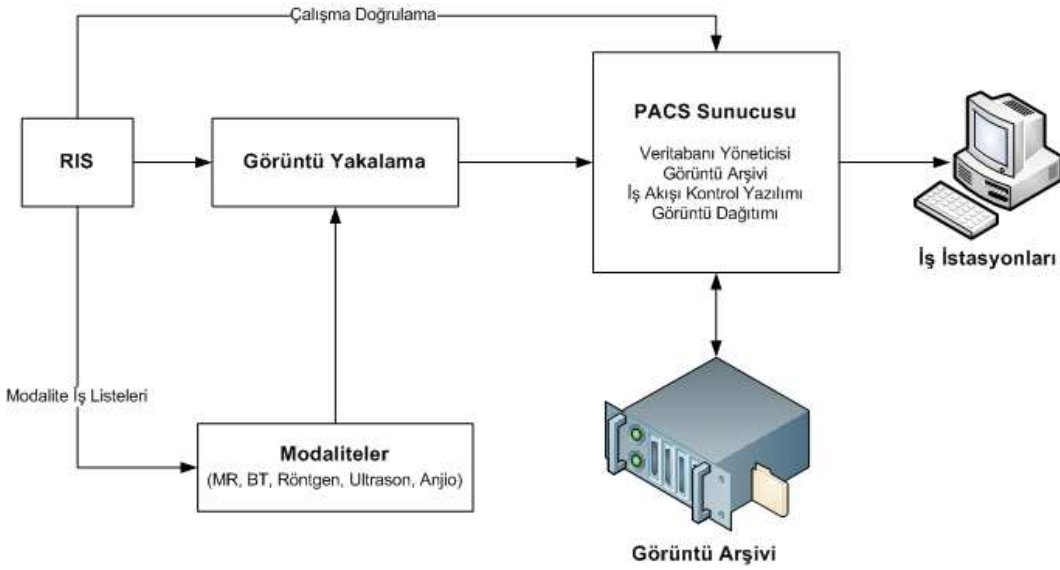 Çalışma Doğrulama
RIS
Görüntü Yakalama
PACS Sunucusu
Veritabanı Yöneticisi
Görüntü Arşivi
İş Akışı Kontrol Yazılımı
Görüntü Dağıtımı
İş İstasyonları
Modalite İş Listeleri
Modaliteler
(MR, BT, Röntgen, Ultrason, Anjio)
Görüntü Arşivi